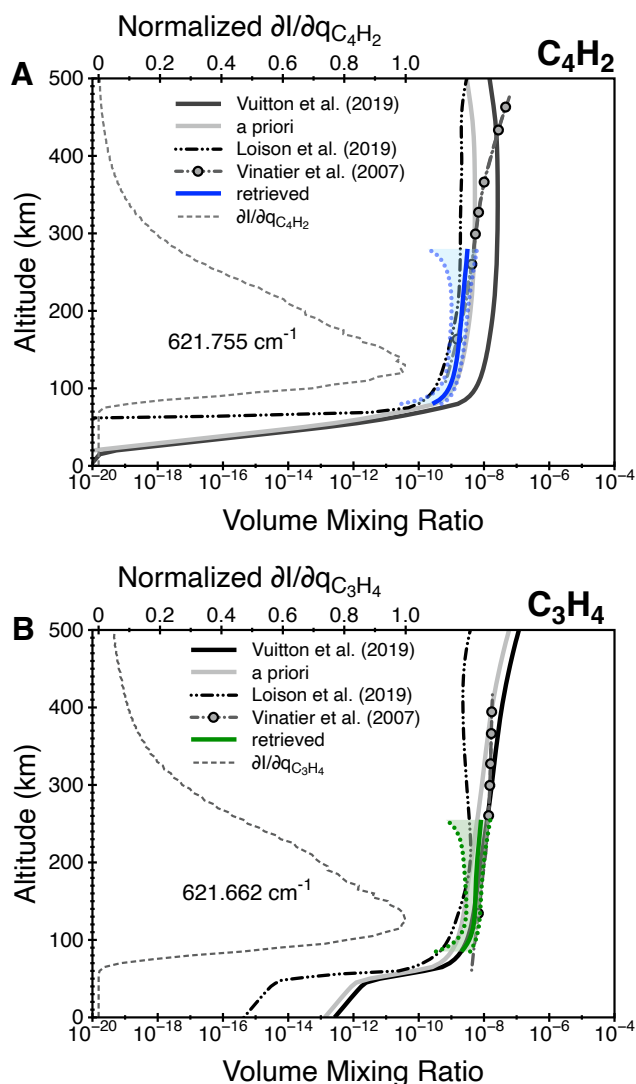 Normalized ∂I/∂qC₄H₂
0 0.2 0.4 0.6 0.8 1.0
C₄H₂
A
500
400
300
200
100
0
Altitude (km)
Vuitton et al. (2019)
a priori
Loison et al. (2019)
Vinatier et al. (2007)
retrieved
∂I/∂qC₄H₂
621.755 cm⁻¹
10⁻²⁰ 10⁻¹⁸ 10⁻¹⁶ 10⁻¹⁴ 10⁻¹² 10⁻¹⁰ 10⁻⁸ 10⁻⁶ 10⁻⁴
Volume Mixing Ratio
Normalized ∂I/∂qC₃H₄
0 0.2 0.4 0.6 0.8 1.0
C₃H₄
B
500
400
300
200
100
0
Altitude (km)
Vuitton et al. (2019)
a priori
Loison et al. (2019)
Vinatier et al. (2007)
retrieved
∂I/∂qC₃H₄
621.662 cm⁻¹
10⁻²⁰ 10⁻¹⁸ 10⁻¹⁶ 10⁻¹⁴ 10⁻¹² 10⁻¹⁰ 10⁻⁸ 10⁻⁶ 10⁻⁴
Volume Mixing Ratio